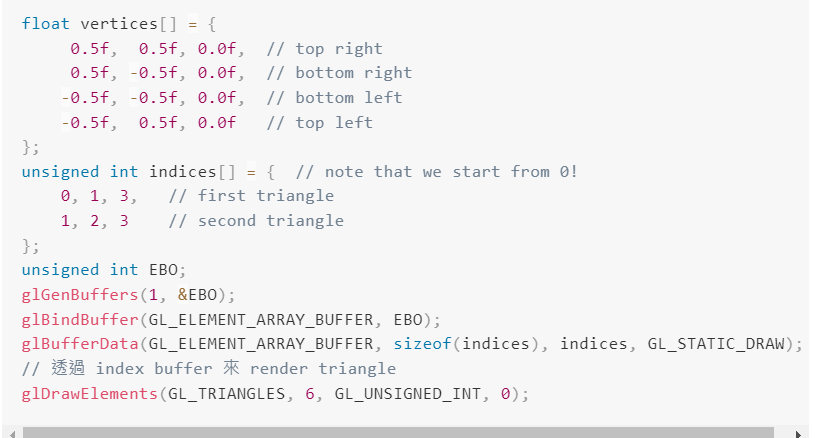 float vertices[] = {
     0.5f,  0.5f, 0.0f,  // top right
     0.5f, -0.5f, 0.0f,  // bottom right
    -0.5f, -0.5f, 0.0f,  // bottom left
    -0.5f,  0.5f, 0.0f   // top left
};
unsigned int indices[] = {  // note that we start from 0!
    0, 1, 3,   // first triangle
    1, 2, 3    // second triangle
};
unsigned int EBO;
glGenBuffers(1, &EBO);
glBindBuffer(GL_ELEMENT_ARRAY_BUFFER, EBO);
glBufferData(GL_ELEMENT_ARRAY_BUFFER, sizeof(indices), indices, GL_STATIC_DRAW);
// 透過 index buffer 來 render triangle
glDrawElements(GL_TRIANGLES, 6, GL_UNSIGNED_INT, 0);